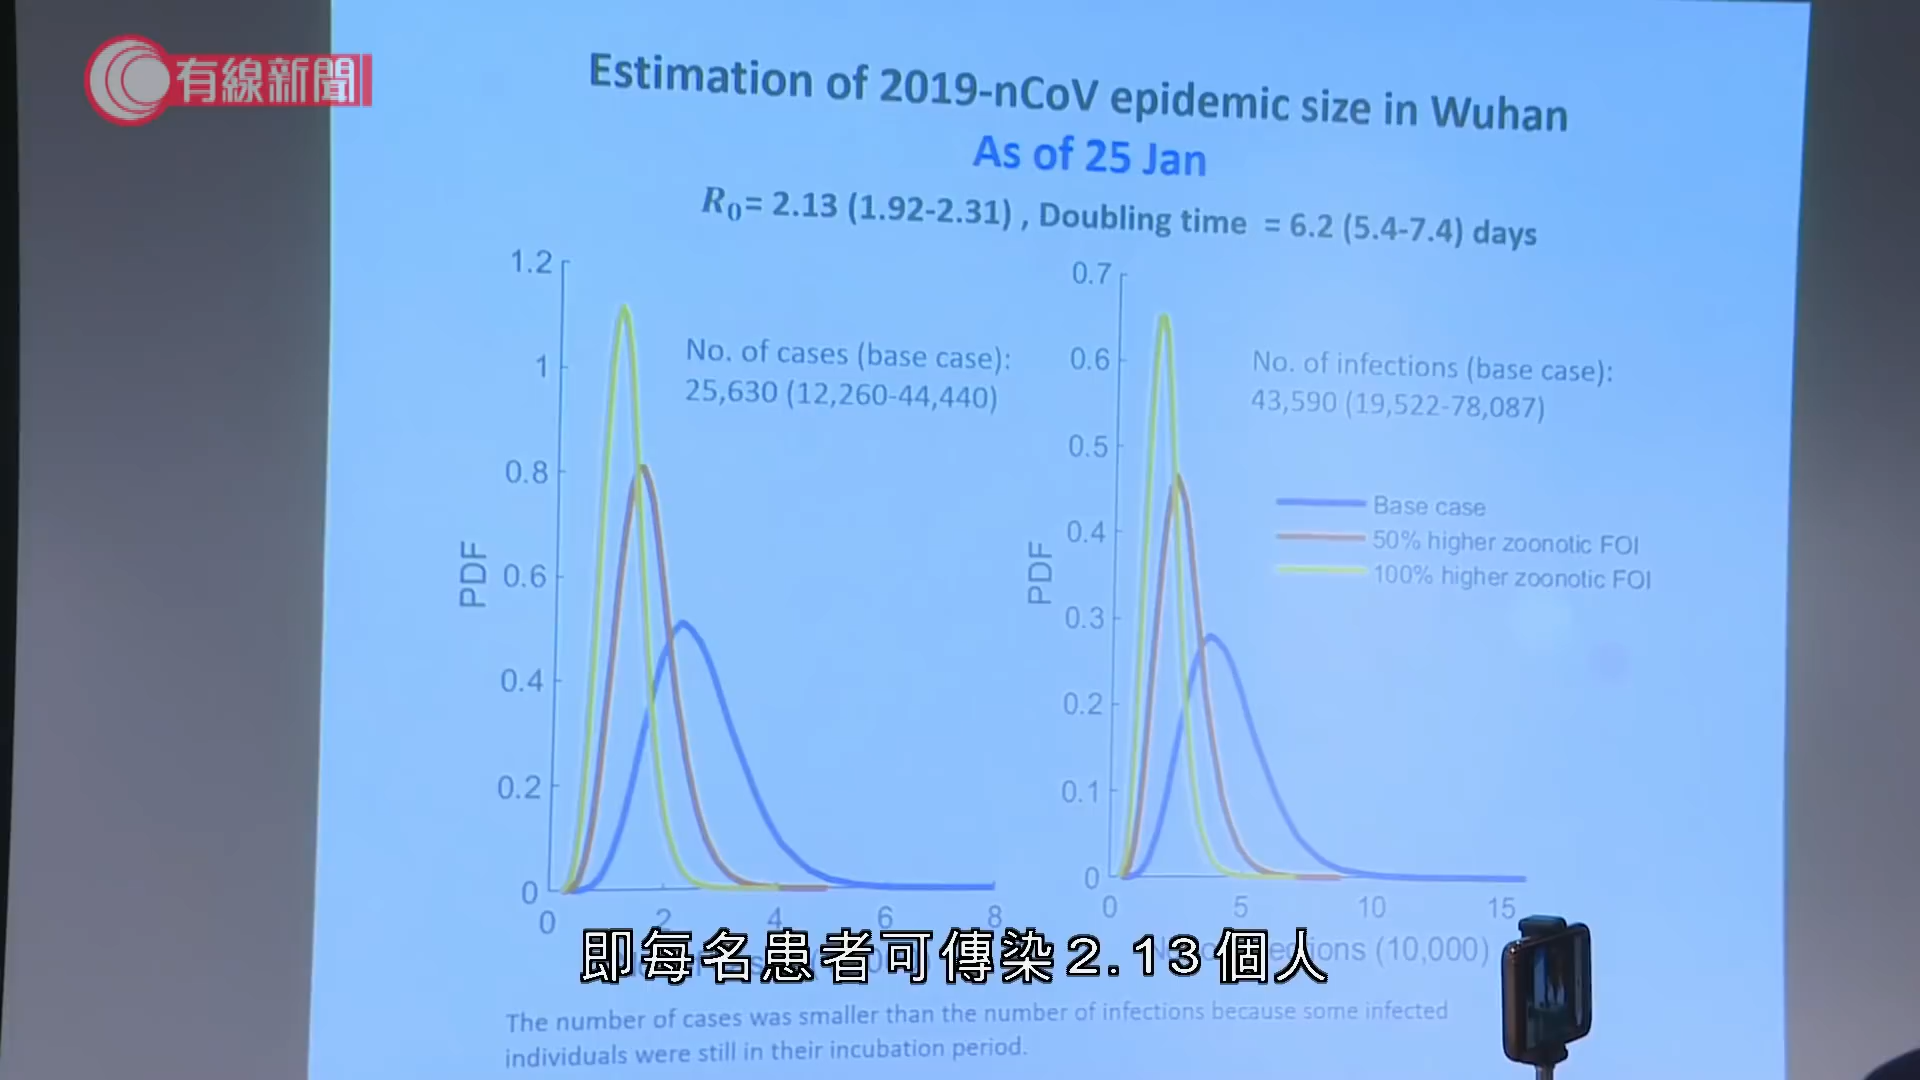 有線新聞
Estimation of 2019-nCoV epidemic size in Wuhan
As of 25 Jan
R0= 2.13 (1.92-2.31) , Doubling time = 6.2 (5.4-7.4) days
1.2
1
0.8
0.6
0.4
0.2
0
PDF
0 2 4 6 8
No. of cases (base case):
25,630 (12,260-44,440)
0.7
0.6
0.5
0.4
0.3
0.2
0.1
0
PDF
0 5 10 15
No. of infections (base case):
43,590 (19,522-78,087)
Base case
50% higher zoonotic FOI
100% higher zoonotic FOI
(10,000)
即每名患者可傳染2.13個人
The number of cases was smaller than the number of infections because some infected
individuals were still in their incubation period.